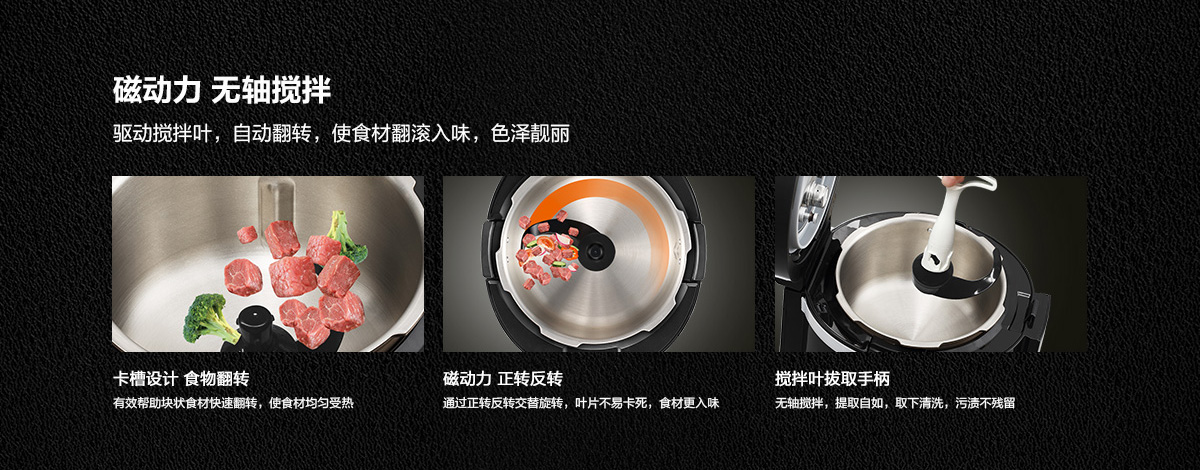 磁动力 无轴搅拌
驱动搅拌叶，自动翻转，使食材翻滚入味，色泽靓丽
卡槽设计 食物翻转
有效帮助块状食材快速翻转，使食材均匀受热
磁动力 正转反转
通过正转反转交替旋转，叶片不易卡死，食材更入味
搅拌叶拔取手柄
无轴搅拌，提取自如，取下清洗，污渍不残留